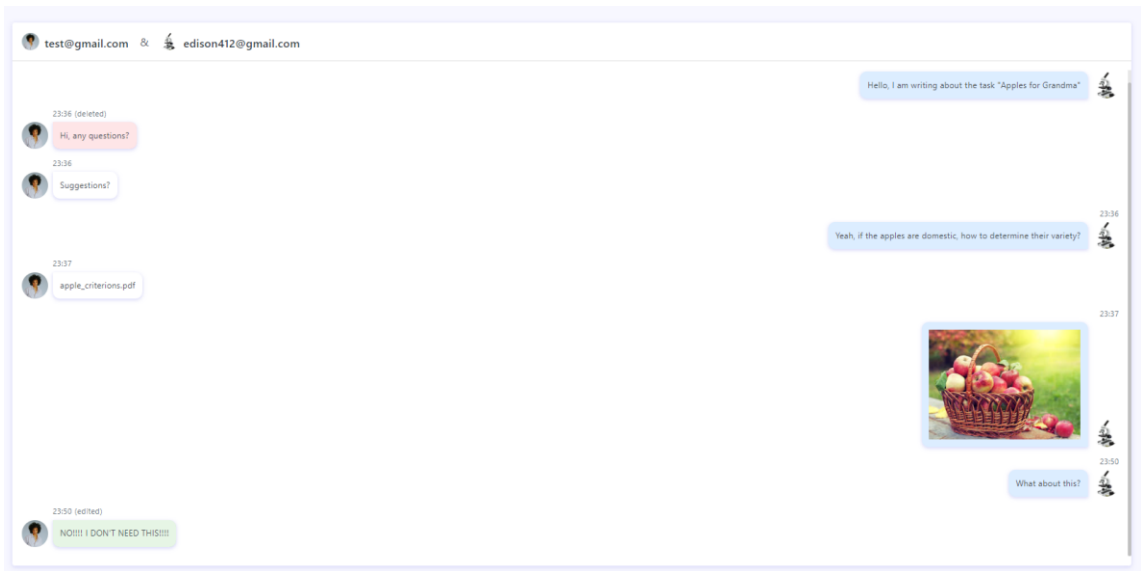 test@gmail.com & edison412@gmail.com
Hello, I am writing about the task "Apples for Grandma"
23:36 (deleted)
Hi, any questions?
23:36
Suggestions?
23:36
Yeah, if the apples are domestic, how to determine their variety?
23:37
apple_criterions.pdf
23:37
23:50
What about this?
23:50 (edited)
NO!!!! I DON'T NEED THIS!!!!